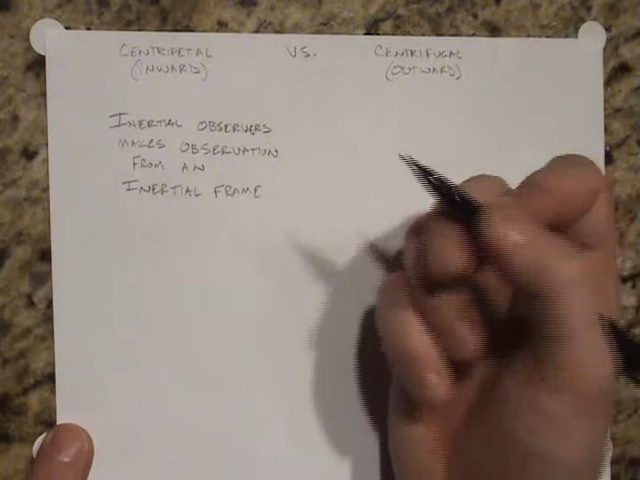 CENTRIPETAL VS. CENTRIFUGAL
(INWARD) (OUTWARD)
INERTIAL OBSERVERS
MAKES OBSERVATION
FROM AN
INERTIAL FRAME